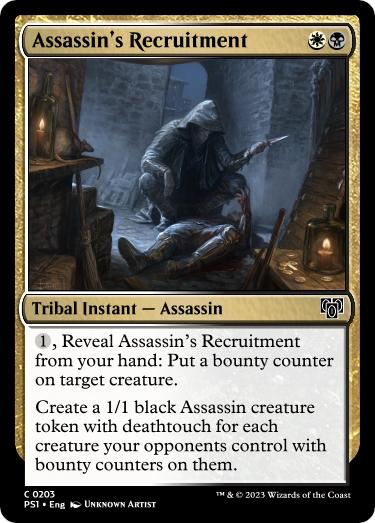 Assassin's Recruitment
Tribal Instant — Assassin
1, Reveal Assassin's Recruitment
from your hand: Put a bounty counter
on target creature.
Create a 1/1 black Assassin creature
token with deathtouch for each
creature your opponents control with
bounty counters on them.
C 0203
PS1 • Eng Unknown Artist
™ & © 2023 Wizards of the Coast